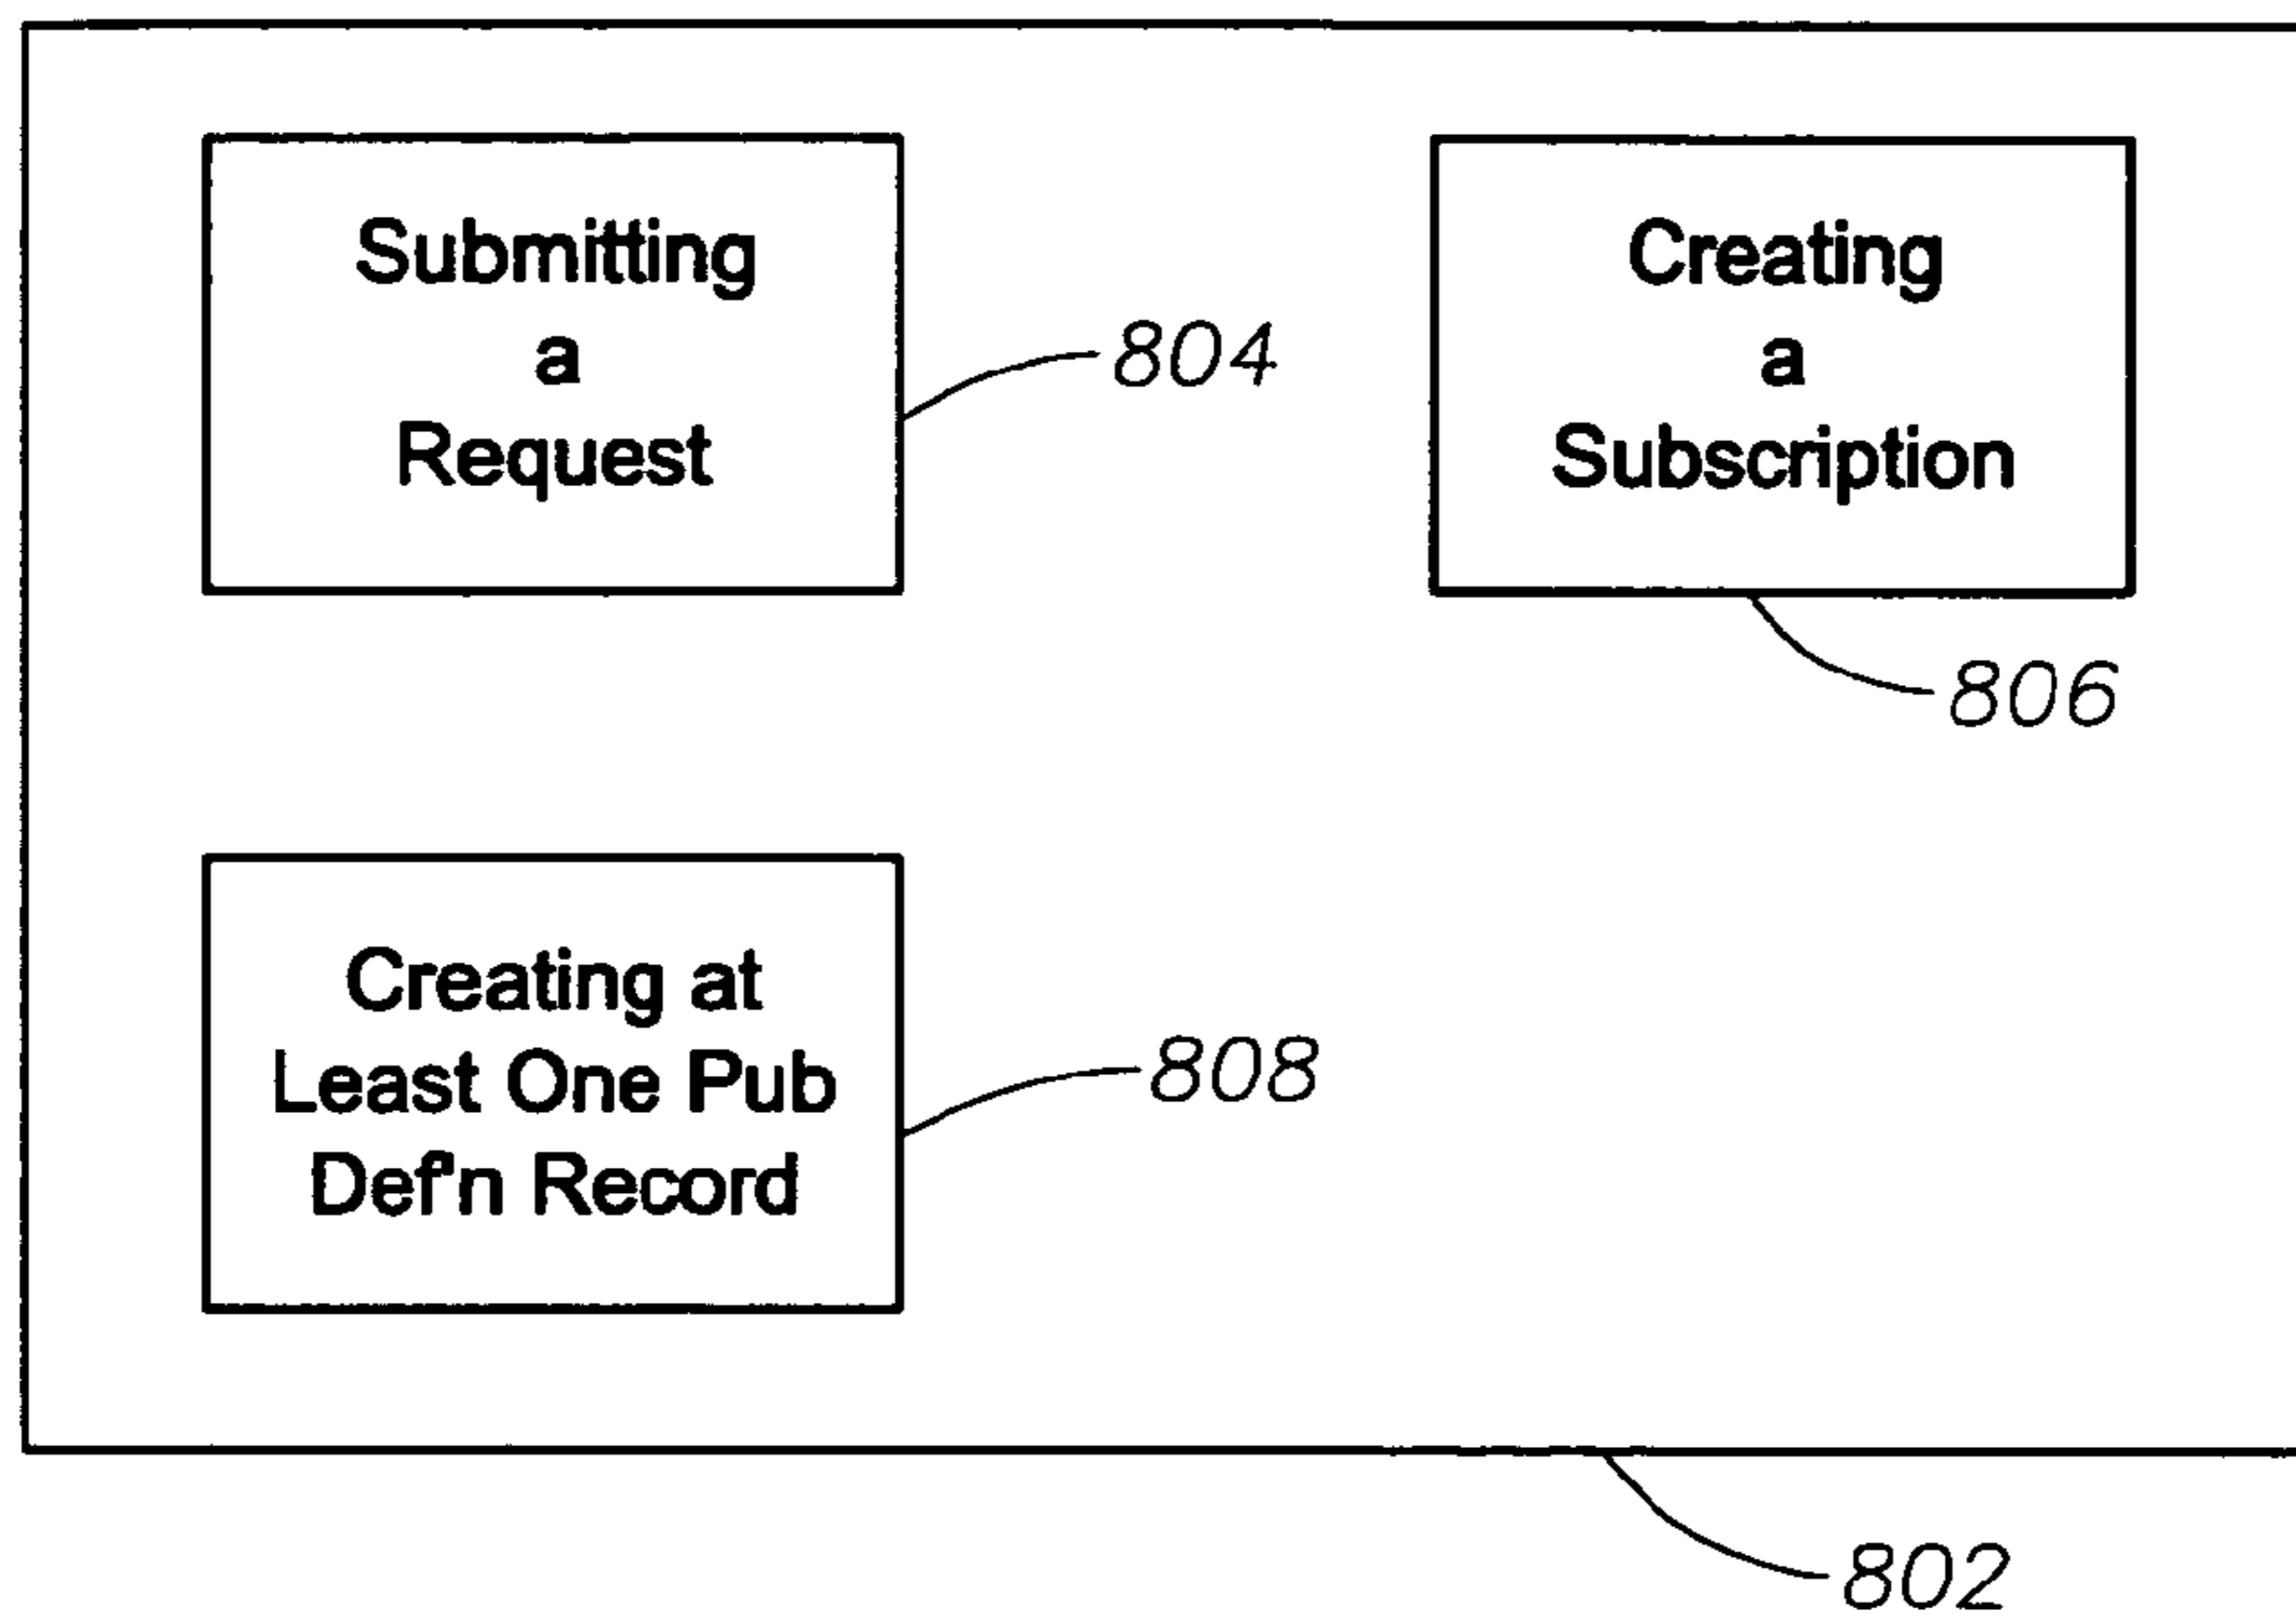 Submitting
a
Request
804
Creating
a
Subscription
806
Creating at
Least One Pub
Def'n Record
808
802